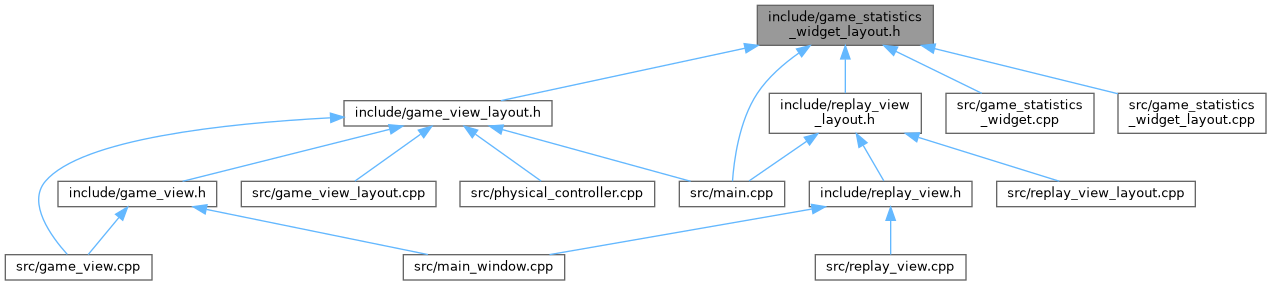 include/game_statistics
_widget_layout.h
include/game_view_layout.h
include/replay_view
_layout.h
src/game_statistics
_widget.cpp
src/game_statistics
_widget_layout.cpp
include/game_view.h
src/game_view_layout.cpp
src/physical_controller.cpp
src/main.cpp
include/replay_view.h
src/replay_view_layout.cpp
src/game_view.cpp
src/main_window.cpp
src/replay_view.cpp